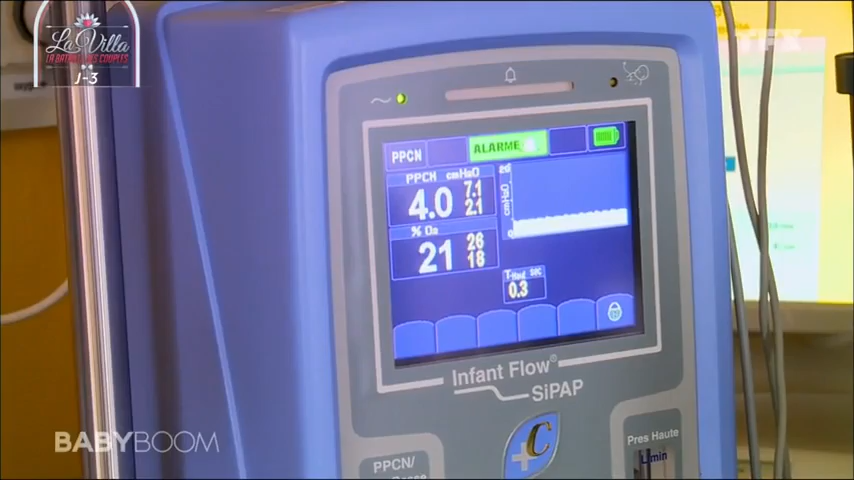 La Villa
LA BATAILLE DES COUPLES
J-3
TFX
PPCN
ALARME
PPCN cmH2O
4.0
7.1
2.1
% O2
21
26
18
cmH2O
20
0
T-Haut sec
0.3
Infant Flow®
SiPAP
PPCN/
Pres Haute
L/min
BABYBOOM